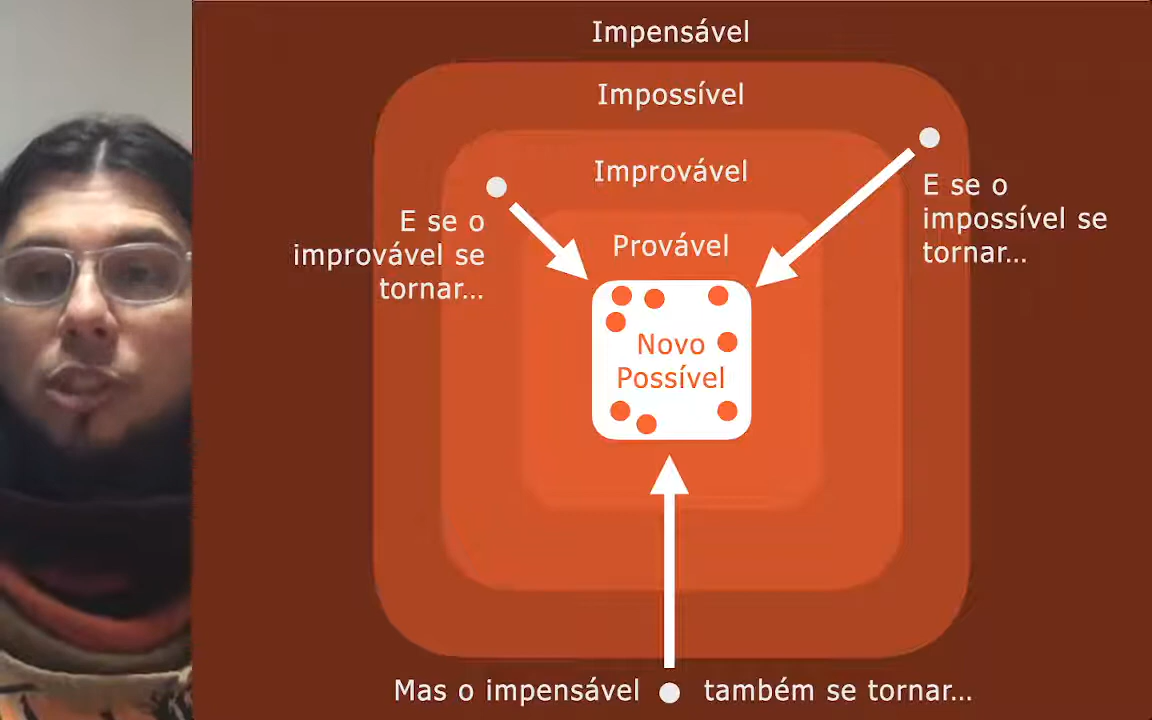 Impensável
Impossível
Improvável
E se o
improvável se
tornar...
E se o
impossível se
tornar...
Provável
Novo
Possível
Mas o impensável também se tornar...